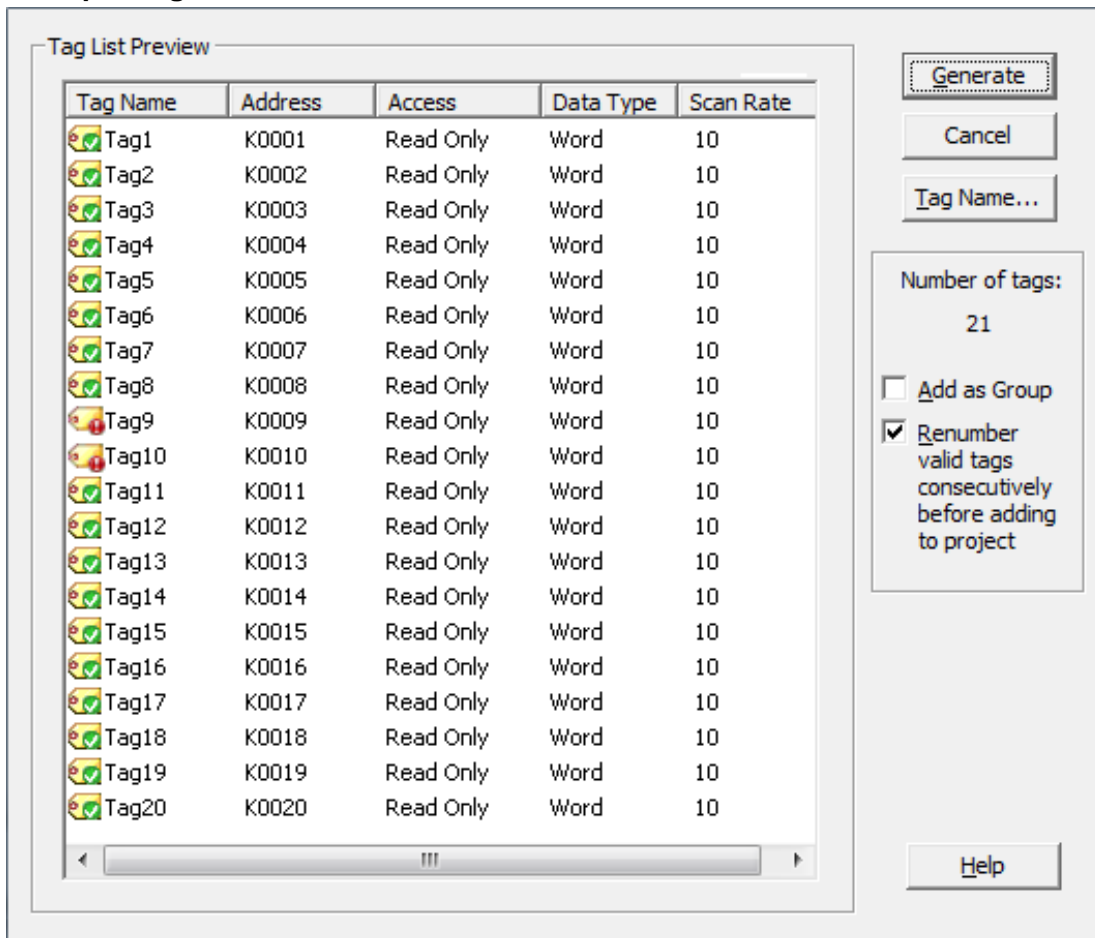 Tag List Preview
Tag Name Address Access Data Type Scan Rate
Tag1 K0001 Read Only Word 10
Tag2 K0002 Read Only Word 10
Tag3 K0003 Read Only Word 10
Tag4 K0004 Read Only Word 10
Tag5 K0005 Read Only Word 10
Tag6 K0006 Read Only Word 10
Tag7 K0007 Read Only Word 10
Tag8 K0008 Read Only Word 10
Tag9 K0009 Read Only Word 10
Tag10 K0010 Read Only Word 10
Tag11 K0011 Read Only Word 10
Tag12 K0012 Read Only Word 10
Tag13 K0013 Read Only Word 10
Tag14 K0014 Read Only Word 10
Tag15 K0015 Read Only Word 10
Tag16 K0016 Read Only Word 10
Tag17 K0017 Read Only Word 10
Tag18 K0018 Read Only Word 10
Tag19 K0019 Read Only Word 10
Tag20 K0020 Read Only Word 10
Generate
Cancel
Tag Name...
Number of tags:
21
Add as Group
Renumber
valid tags
consecutively
before adding
to project
Help